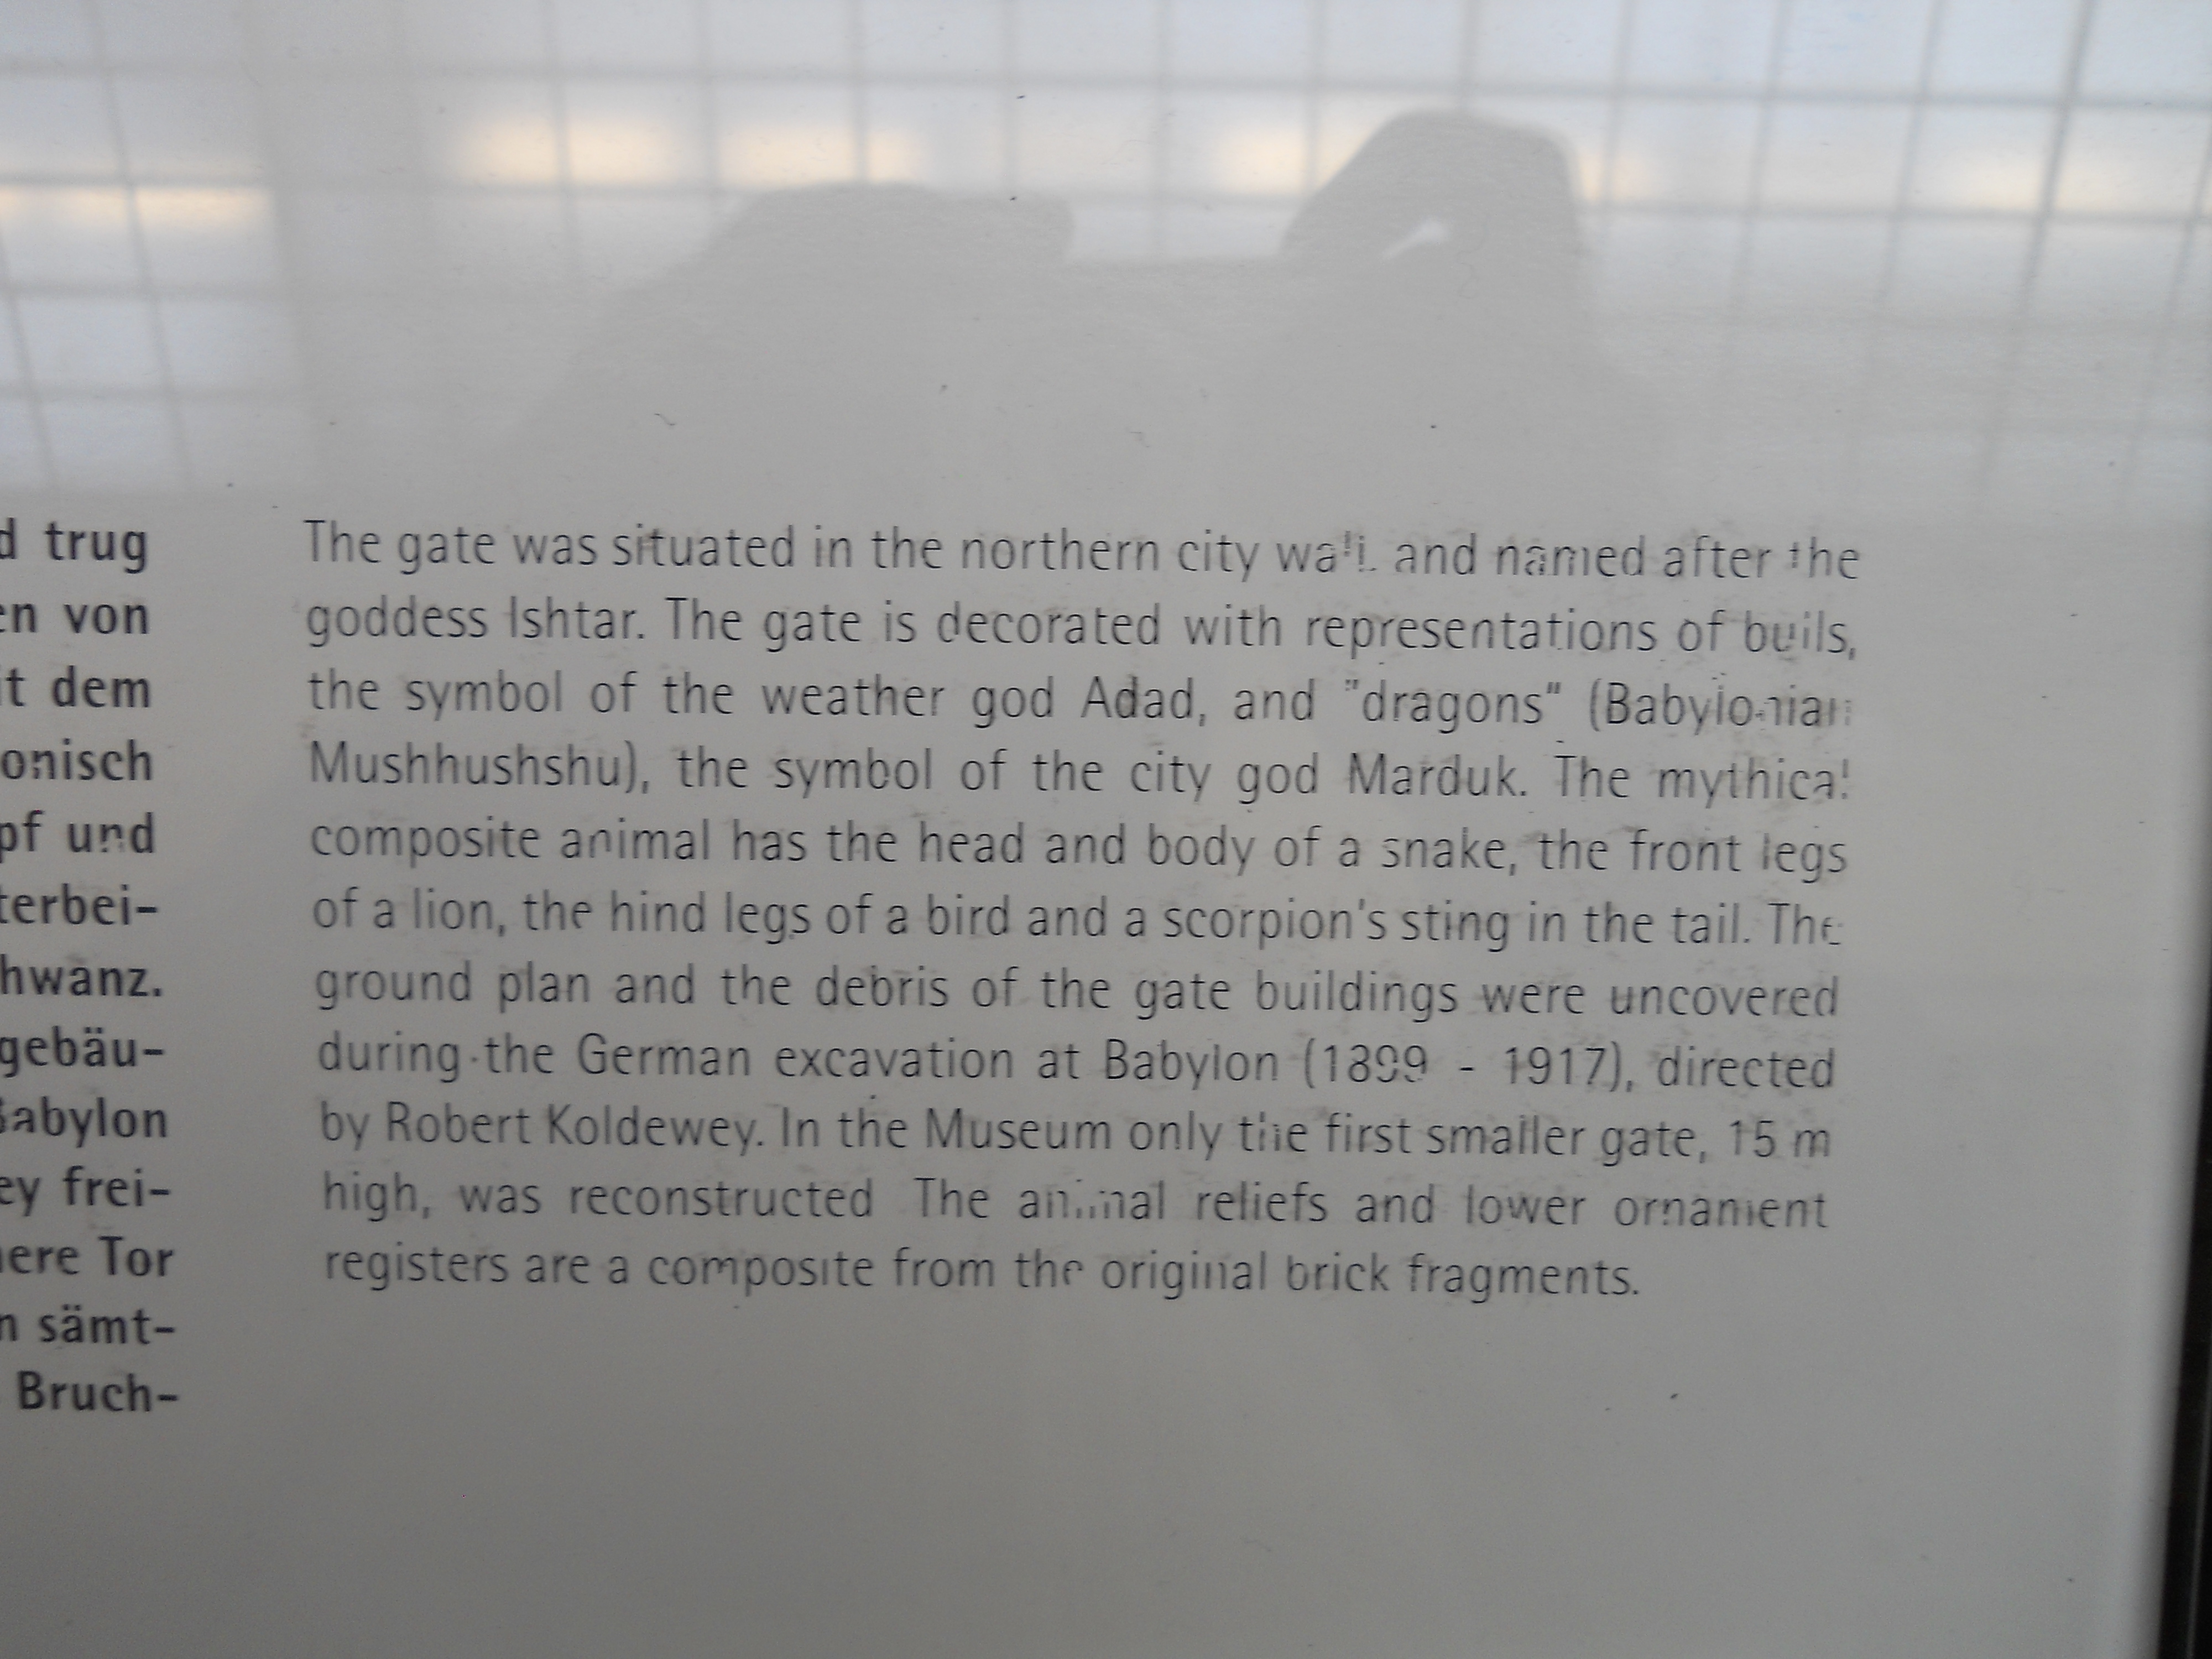 d trug
en von
it dem
onisch
pf und
terbei-
hwanz.
gebäu-
Babylon
ey frei-
nere Tor
n sämt-
Bruch-
The gate was situated in the northern city wall and named after the
goddess Ishtar. The gate is decorated with representations of bulls,
the symbol of the weather god Adad, and "dragons" (Babylonian
Mushhushshu), the symbol of the city god Marduk. The mythical
composite animal has the head and body of a snake, the front legs
of a lion, the hind legs of a bird and a scorpion's sting in the tail. The
ground plan and the debris of the gate buildings were uncovered
during the German excavation at Babylon (1899 - 1917), directed
by Robert Koldewey. In the Museum only the first smaller gate, 15 m
high, was reconstructed The animal reliefs and lower ornament
registers are a composite from the original brick fragments.